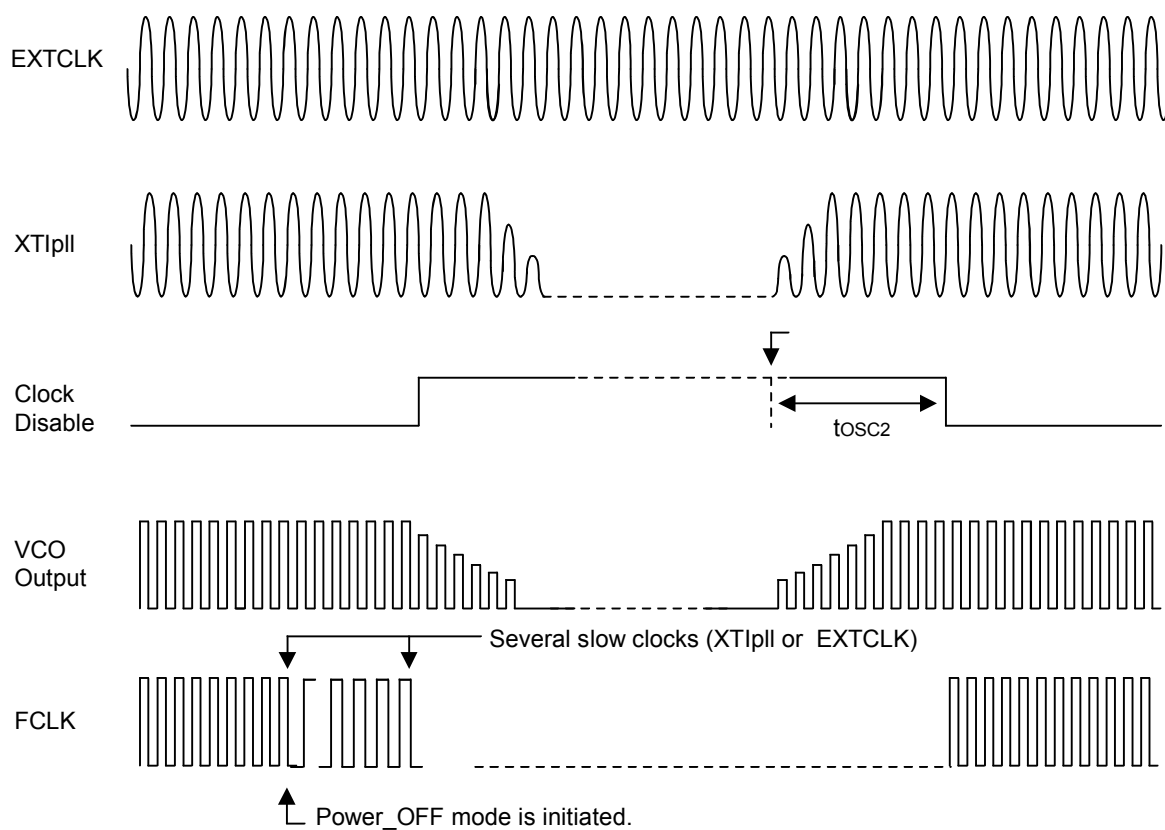 EXTCLK
XTIpll
Clock
Disable
tOSC2
VCO
Output
Several slow clocks (XTIpll or EXTCLK)
FCLK
Power_OFF mode is initiated.